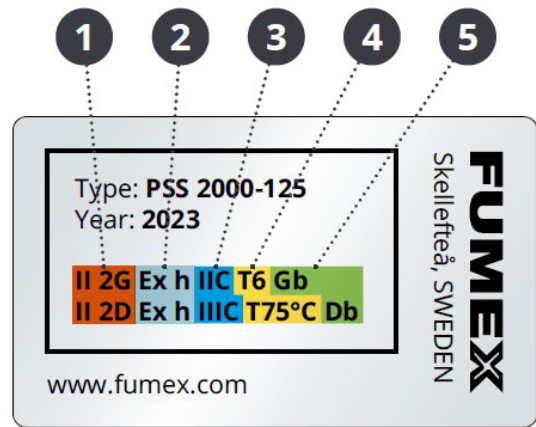 1 2 3 4 5
Type: PSS 2000-125
Year: 2023
II 2G Ex h IIC T6 Gb
II 2D Ex h IIIC T75°C Db
www.fumex.com
FUMEX
Skellefteå, SWEDEN